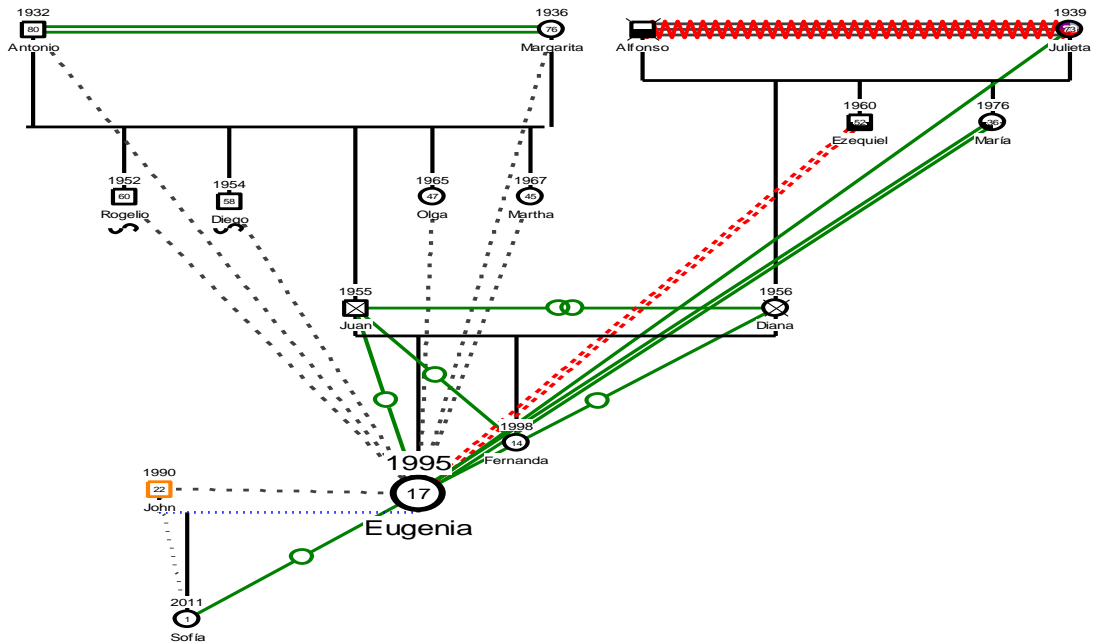 1932
1936
1939
80
76
73
Antonio
Margarita
Alfonso
Julieta
1960
1976
52
36
Ezequiel
María
1952
1954
1965
1967
60
58
47
45
Rogelio
Diego
Olga
Martha
1955
1956
Juan
Diana
1998
14
Fernanda
1995
17
Eugenia
1990
22
John
2011
1
Sofía